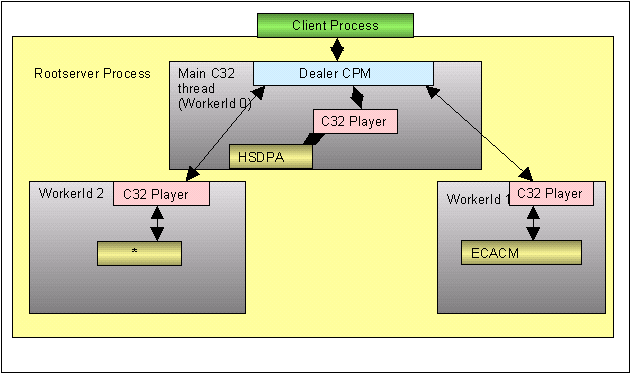 Client Process
Rootserver Process
Main C32
thread
(WorkerId 0)
Dealer CPM
C32 Player
HSDPA
WorkerId 2
C32 Player
*
WorkerId 1
C32 Player
ECACM